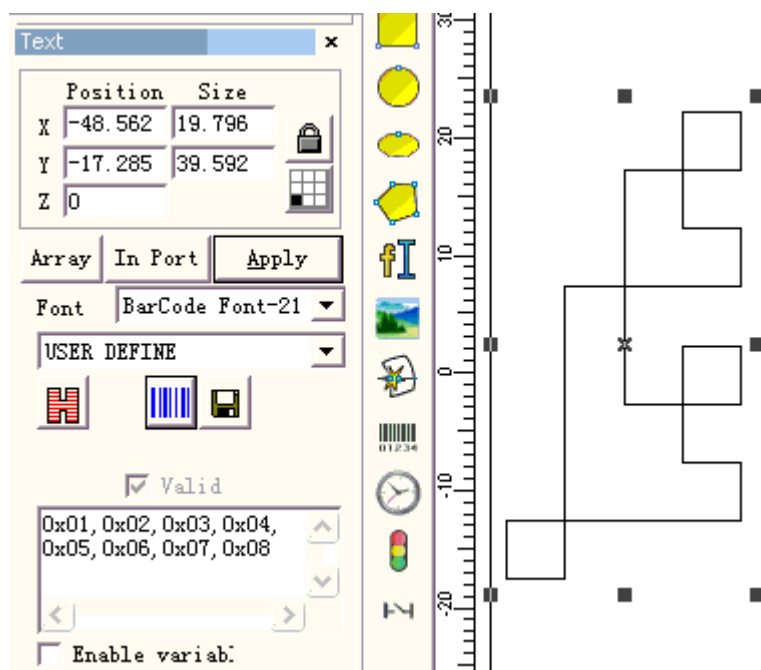 Text
Position Size
X -48.562 19.796
Y -17.285 39.592
Z 0
Array In Port Apply
Font BarCode Font-21
USER DEFINE
H
Valid
0x01, 0x02, 0x03, 0x04,
0x05, 0x06, 0x07, 0x08
Enable variab
f
01234
30
20
10
0
-10
-20